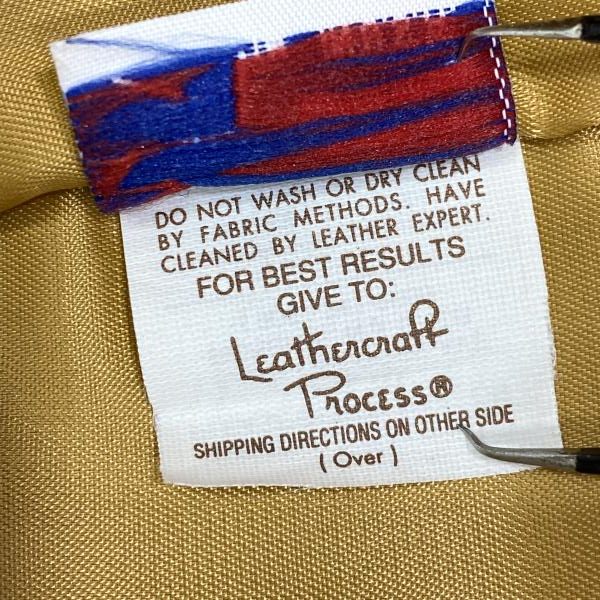 DO NOT WASH OR DRY CLEAN
BY FABRIC METHODS. HAVE
CLEANED BY LEATHER EXPERT.
FOR BEST RESULTS
GIVE TO:
Leathercraft
Process®
SHIPPING DIRECTIONS ON OTHER SIDE
( Over )